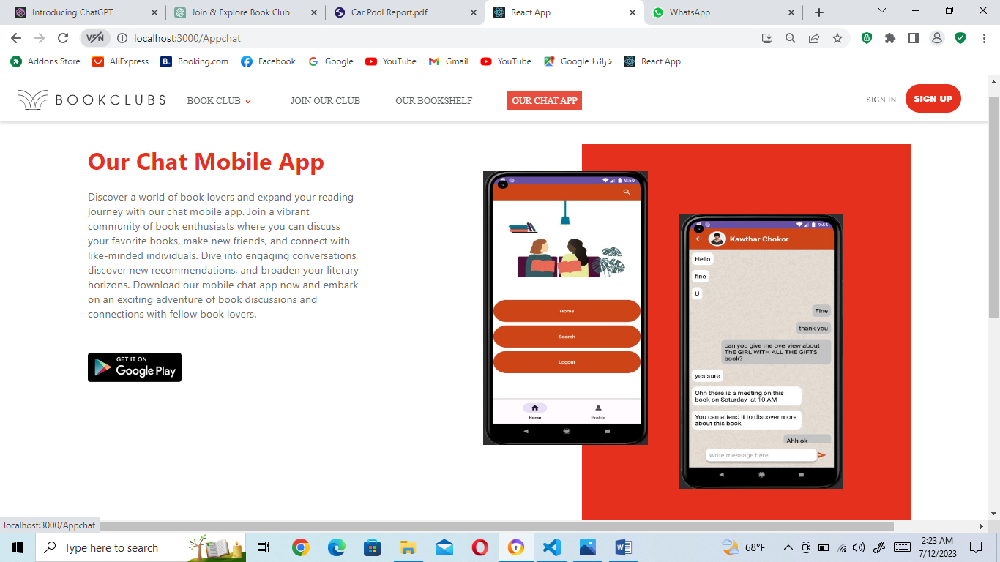 Introducing ChatGPT
Join & Explore Book Club
Car Pool Report.pdf
React App
WhatsApp
VPN
localhost:3000/Appchat
Addons Store
AliExpress
B. Booking.com
Facebook
Google
YouTube
Gmail
YouTube
خرائط Google
React App
BOOKCLUBS
BOOK CLUB
JOIN OUR CLUB
OUR BOOKSHELF
OUR CHAT APP
SIGN IN
SIGN UP
Our Chat Mobile App
Discover a world of book lovers and expand your reading
journey with our chat mobile app. Join a vibrant
community of book enthusiasts where you can discuss
your favorite books, make new friends, and connect with
like-minded individuals. Dive into engaging conversations,
discover new recommendations, and broaden your literary
horizons. Download our mobile chat app now and embark
on an exciting adventure of book discussions and
connections with fellow book lovers.
GET IT ON
Google Play
9:50
Home
Search
Logout
Home
Profile
9:55
Kawthar Chokor
Hello
fine
U
Fine
thank you
can you give me overview about
ThE GIRL WITH ALL THE GIFTS
book?
yes sure
Ohh there is a meeting on this
book on Saturday at 10 AM
You can attend it to discover more
about this book
Ahh ok
Write message here
localhost:3000/Appchat
Type here to search
68°F
2:23 AM
7/12/2023